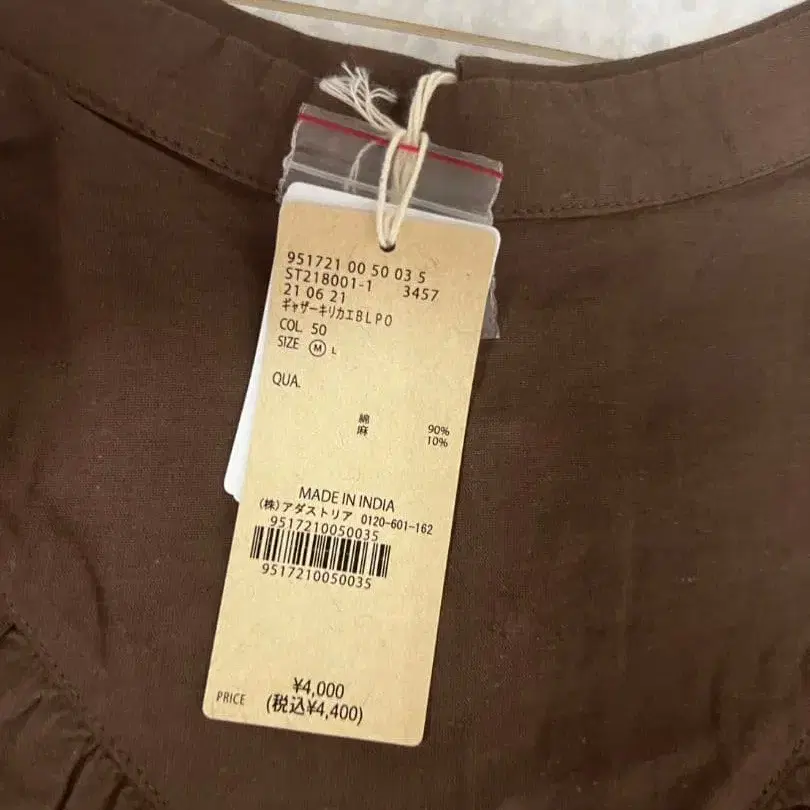 951721 00 50 03 5
ST218001-1 3457
21 06 21
ギャザーキリカエBLPO
COL. 50
SIZE Ⓜ L
QUA.
綿 90%
麻 10%
MADE IN INDIA
(株)アダストリア 0120-601-162
9517210050035
9517210050035
¥4,000
PRICE (税込¥4,400)